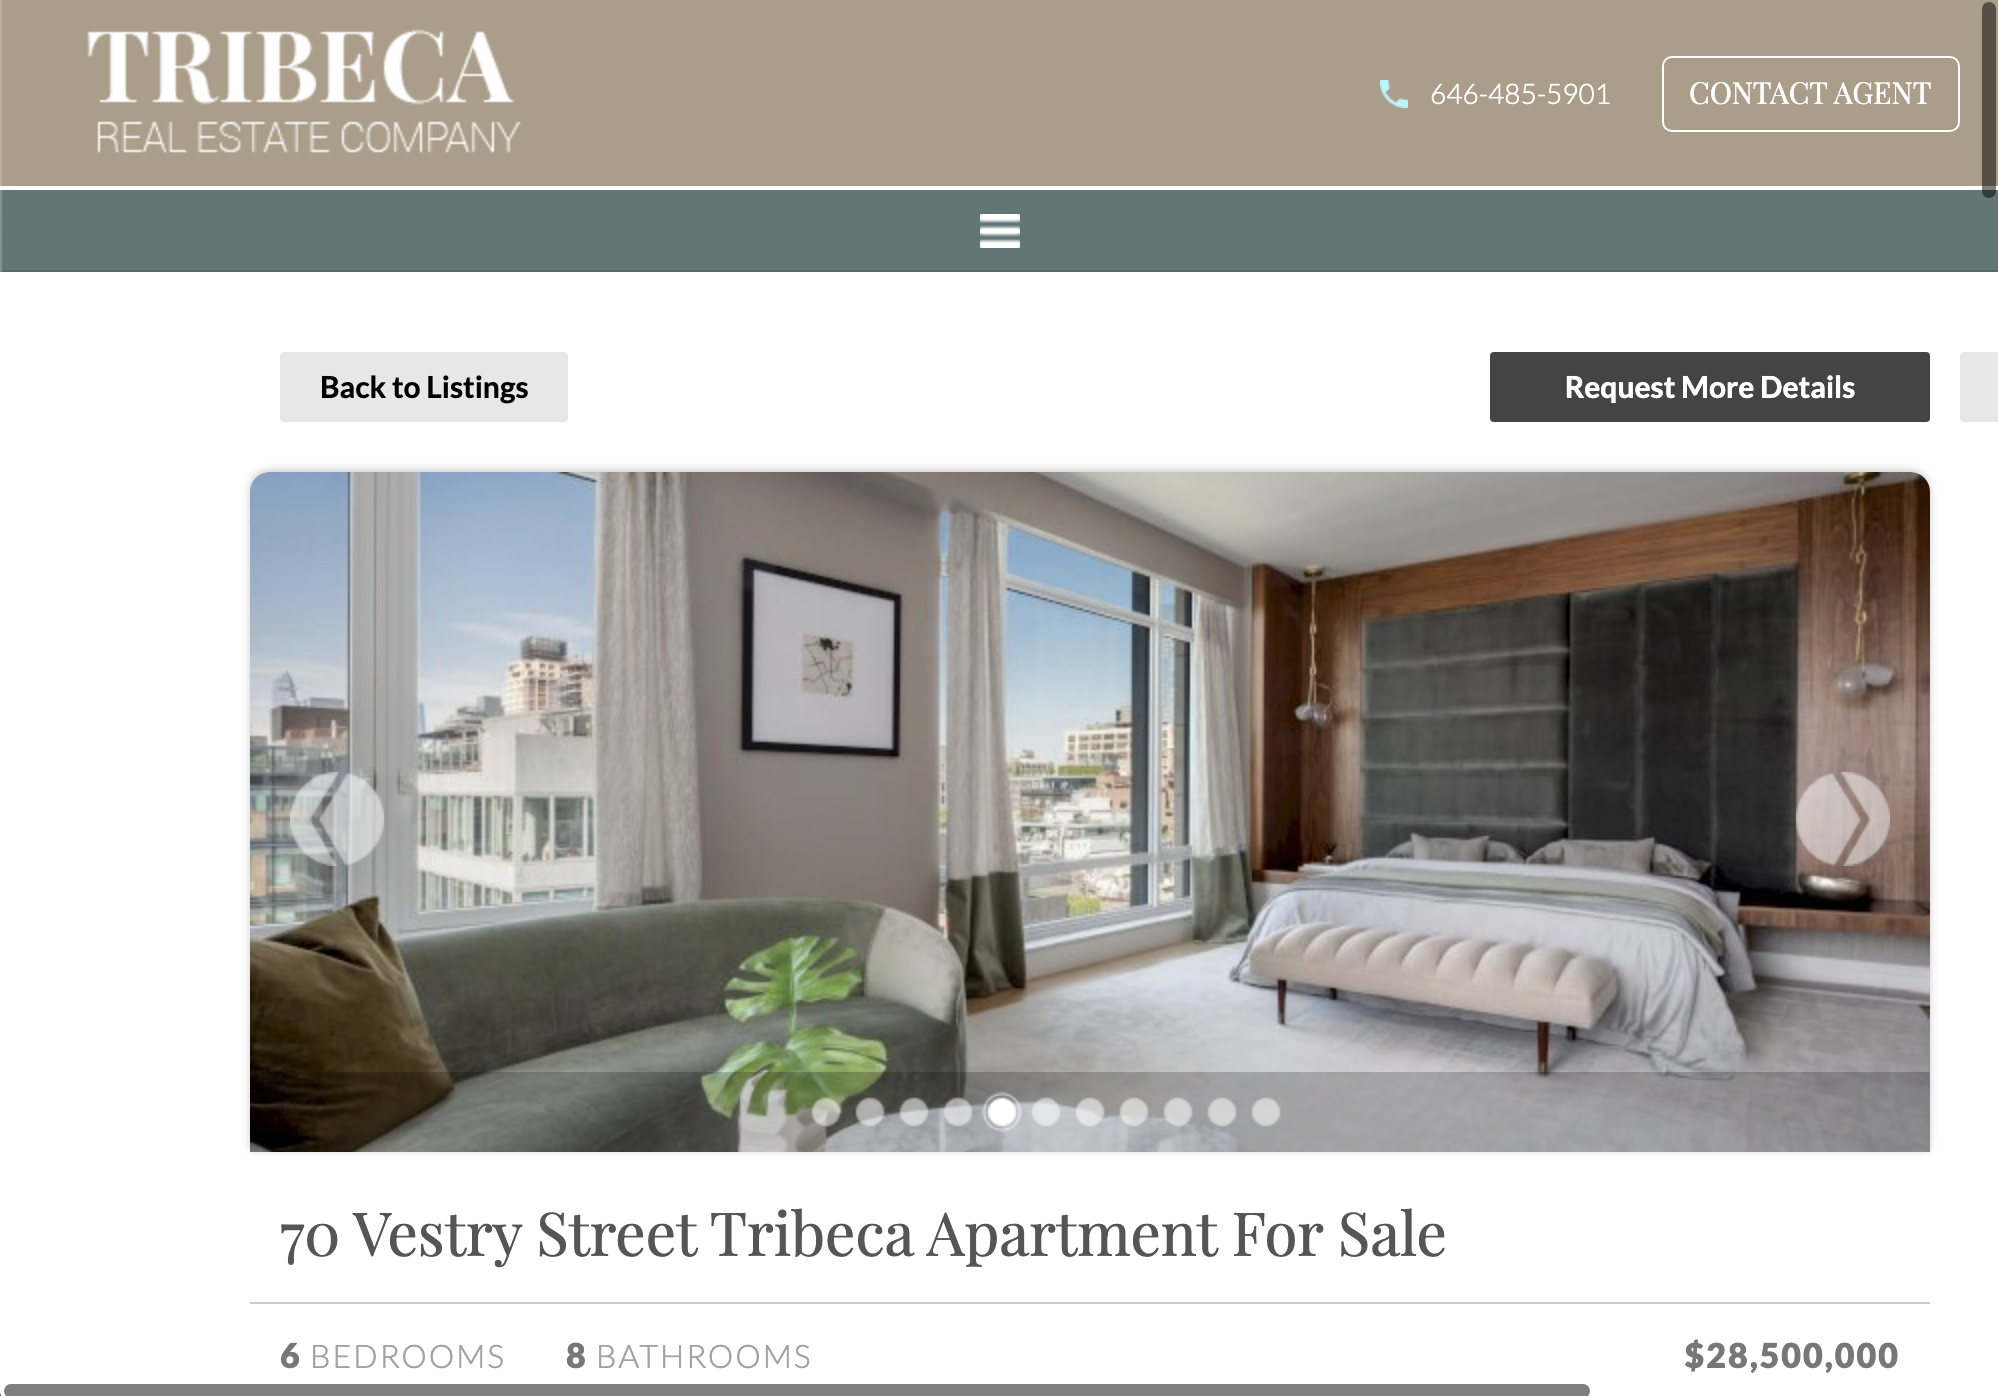 TRIBECA
REAL ESTATE COMPANY
646-485-5901
CONTACT AGENT
Back to Listings
Request More Details
70 Vestry Street Tribeca Apartment For Sale
6 BEDROOMS 8 BATHROOMS $28,500,000